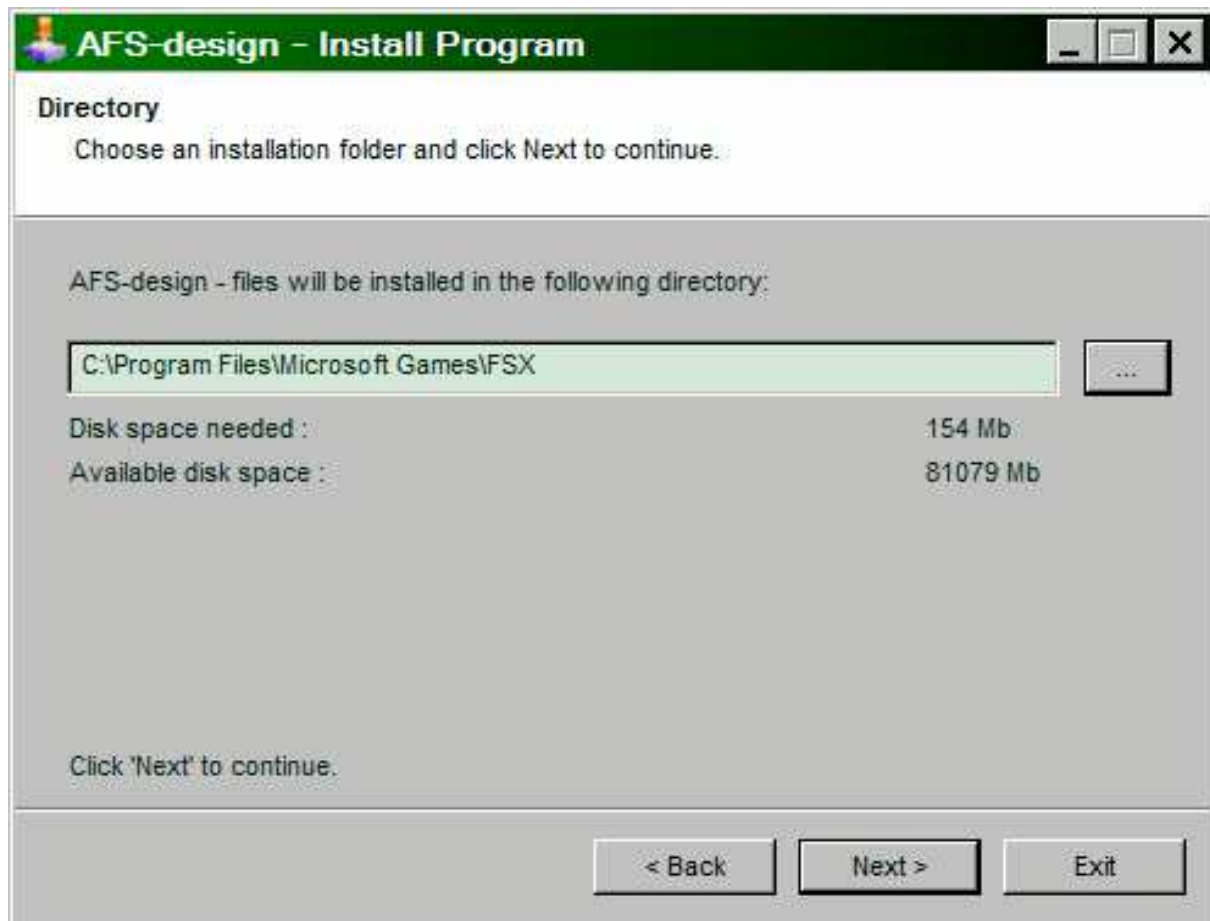 AFS-design - Install Program
Directory
Choose an installation folder and click Next to continue.
AFS-design - files will be installed in the following directory:
C:\Program Files\Microsoft Games\FSX
...
Disk space needed : 154 Mb
Available disk space : 81079 Mb
Click 'Next' to continue.
< Back Next > Exit